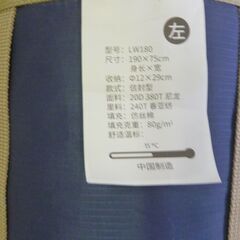 左
型号: LW180
尺寸: 190×75cm
身长×宽
收纳: Φ12×29cm
款式: 信封型
面料: 20D 380T 尼龙
里料: 240T 春亚纺
填充: 仿丝棉
填充克重: 80g/m²
舒适温标:
15℃
中国制造